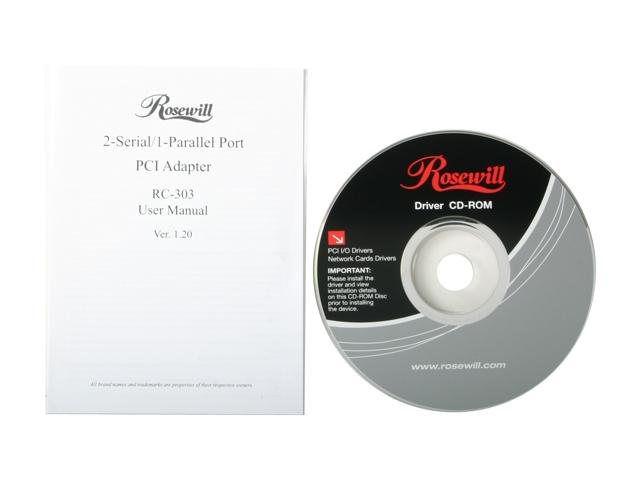 Rosewill
2-Serial/1-Parallel Port
PCI Adapter
RC-303
User Manual
Ver. 1.20
All brand names and trademarks are properties of their respective owners.
Rosewill
Driver CD-ROM
PCI I/O Drivers
Network Cards Drivers
IMPORTANT:
Please install the
driver and view
installation details
on this CD-ROM Disc
prior to installing
the device.
www.rosewill.com